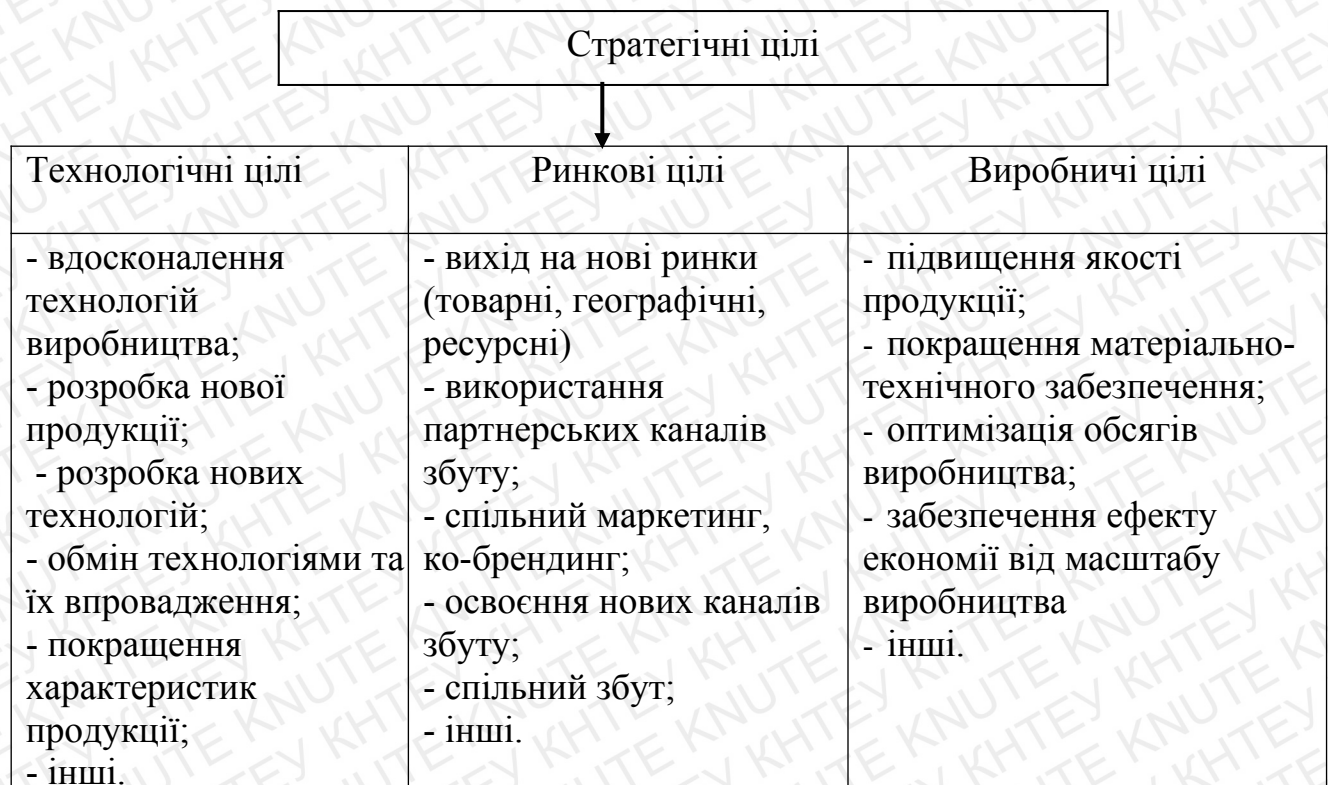 Стратегічні цілі
Технологічні цілі
Ринкові цілі
Виробничі цілі
- вдосконалення
технологій
виробництва;
- розробка нової
продукції;
- розробка нових
технологій;
- обмін технологіями та
їх впровадження;
- покращення
характеристик
продукції;
- інші.
- вихід на нові ринки
(товарні, географічні,
ресурсні)
- використання
партнерських каналів
збуту;
- спільний маркетинг,
ко-брендинг;
- освоєння нових каналів
збуту;
- спільний збут;
- інші.
- підвищення якості
продукції;
- покращення матеріально-
технічного забезпечення;
- оптимізація обсягів
виробництва;
- забезпечення ефекту
економії від масштабу
виробництва
- інші.